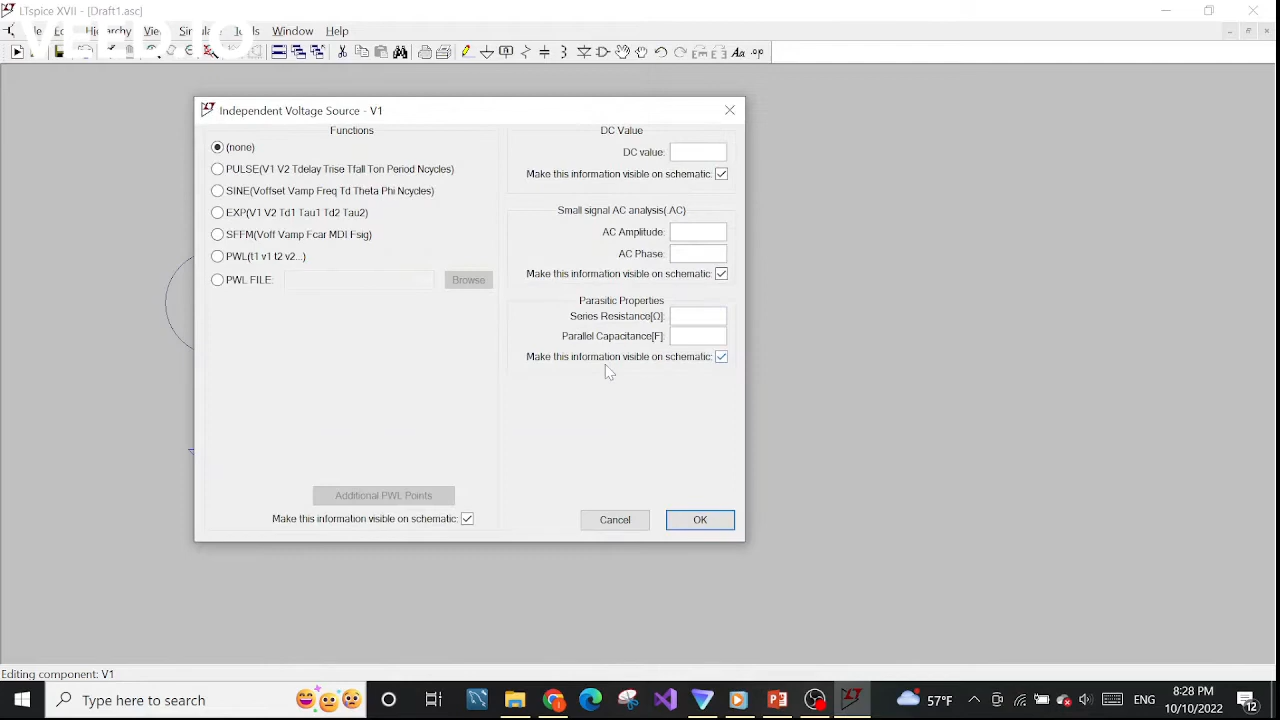 LTspice XVII - [Draft1.asc]
Hierarchy
Window Help
Independent Voltage Source - V1
Functions
(none)
PULSE(V1 V2 Tdelay Trise Tfall Ton Period Ncycles)
SINE(Voffset Vamp Freq Td Theta Phi Ncycles)
EXP(V1 V2 Td1 Tau1 Td2 Tau2)
SFFM(Voff Vamp Fcar MDI Fsig)
PWL(t1 v1 t2 v2...)
PWL FILE:
Browse
Additional PWL Points
Make this information visible on schematic:
DC Value
DC value:
Make this information visible on schematic:
Small signal AC analysis(.AC)
AC Amplitude:
AC Phase:
Make this information visible on schematic:
Parasitic Properties
Series Resistance[Ω]:
Parallel Capacitance[F]:
Make this information visible on schematic:
Cancel
OK
Editing component: V1
Type here to search
57°F
ENG
8:28 PM
10/10/2022
12